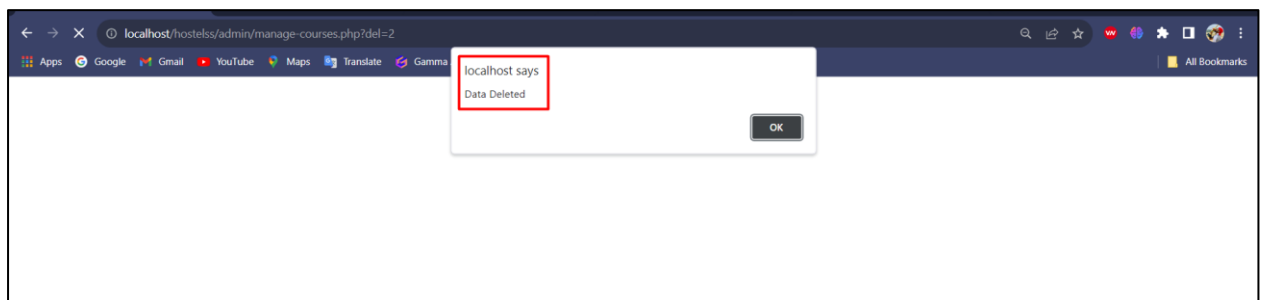 localhost/hostelss/admin/manage-courses.php?del=2
Apps Google Gmail YouTube Maps Translate Gamma All Bookmarks
localhost says
Data Deleted
OK